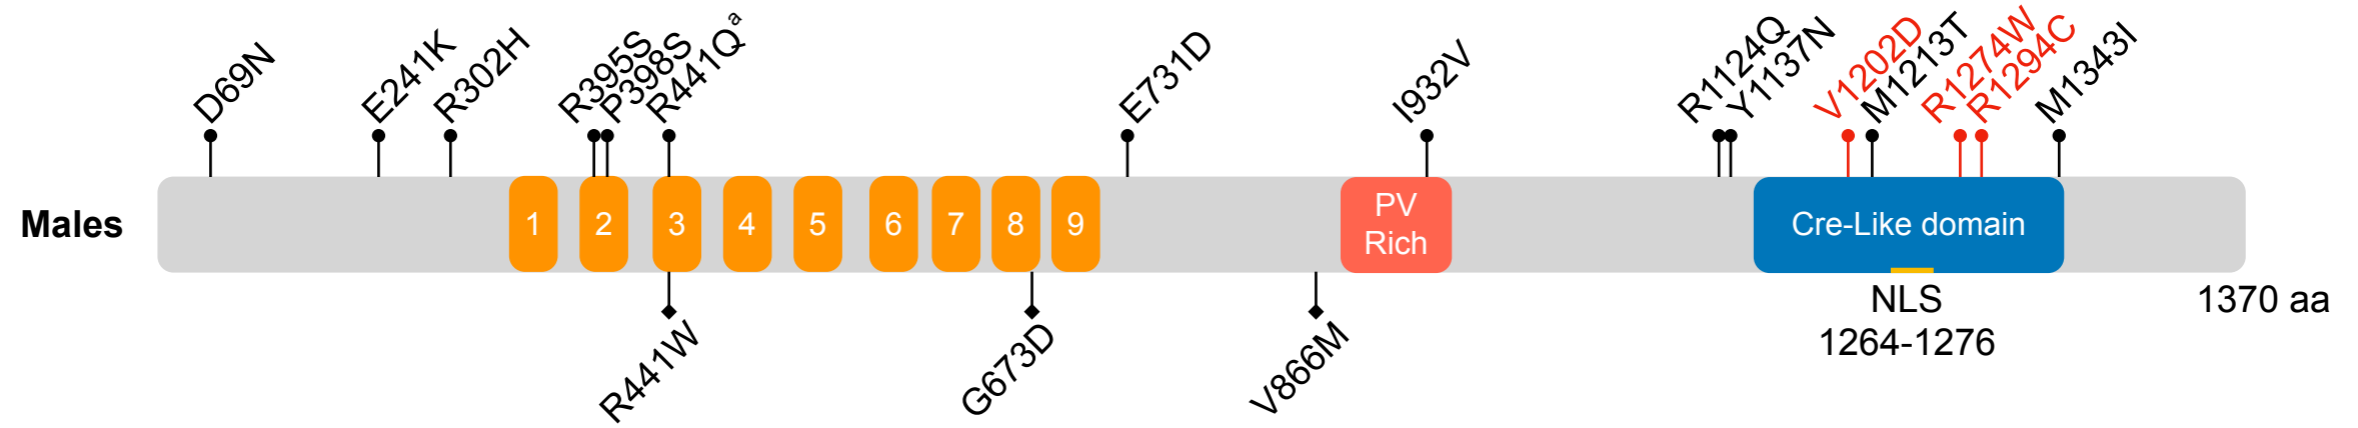 D69N
E241K
R302H
R395S
P398S
R441Qᵃ
E731D
I932V
R1124Q
Y1137N
V1202D
M1213T
R1274W
R1294C
M1343I
Males
1
2
3
4
5
6
7
8
9
PV
Rich
Cre-Like domain
NLS
1264-1276
1370 aa
R441W
G673D
V866M